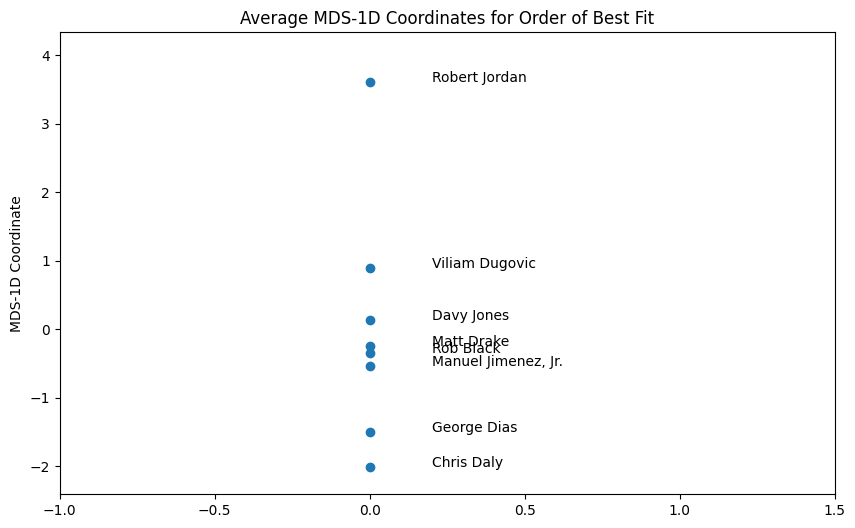 Average MDS-1D Coordinates for Order of Best Fit
4
3
2
1
0
−1
−2
MDS-1D Coordinate
Robert Jordan
Viliam Dugovic
Davy Jones
Matt Drake
Rob Black
Manuel Jimenez, Jr.
George Dias
Chris Daly
−1.0
−0.5
0.0
0.5
1.0
1.5